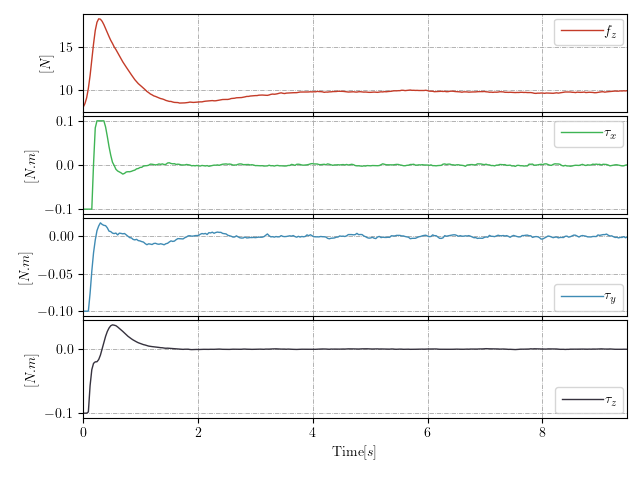 15
10
[N]
f_z
0.1
0.0
−0.1
[N.m]
τ_x
0.00
−0.05
−0.10
[N.m]
τ_y
0.0
−0.1
[N.m]
τ_z
0 2 4 6 8
Time[s]